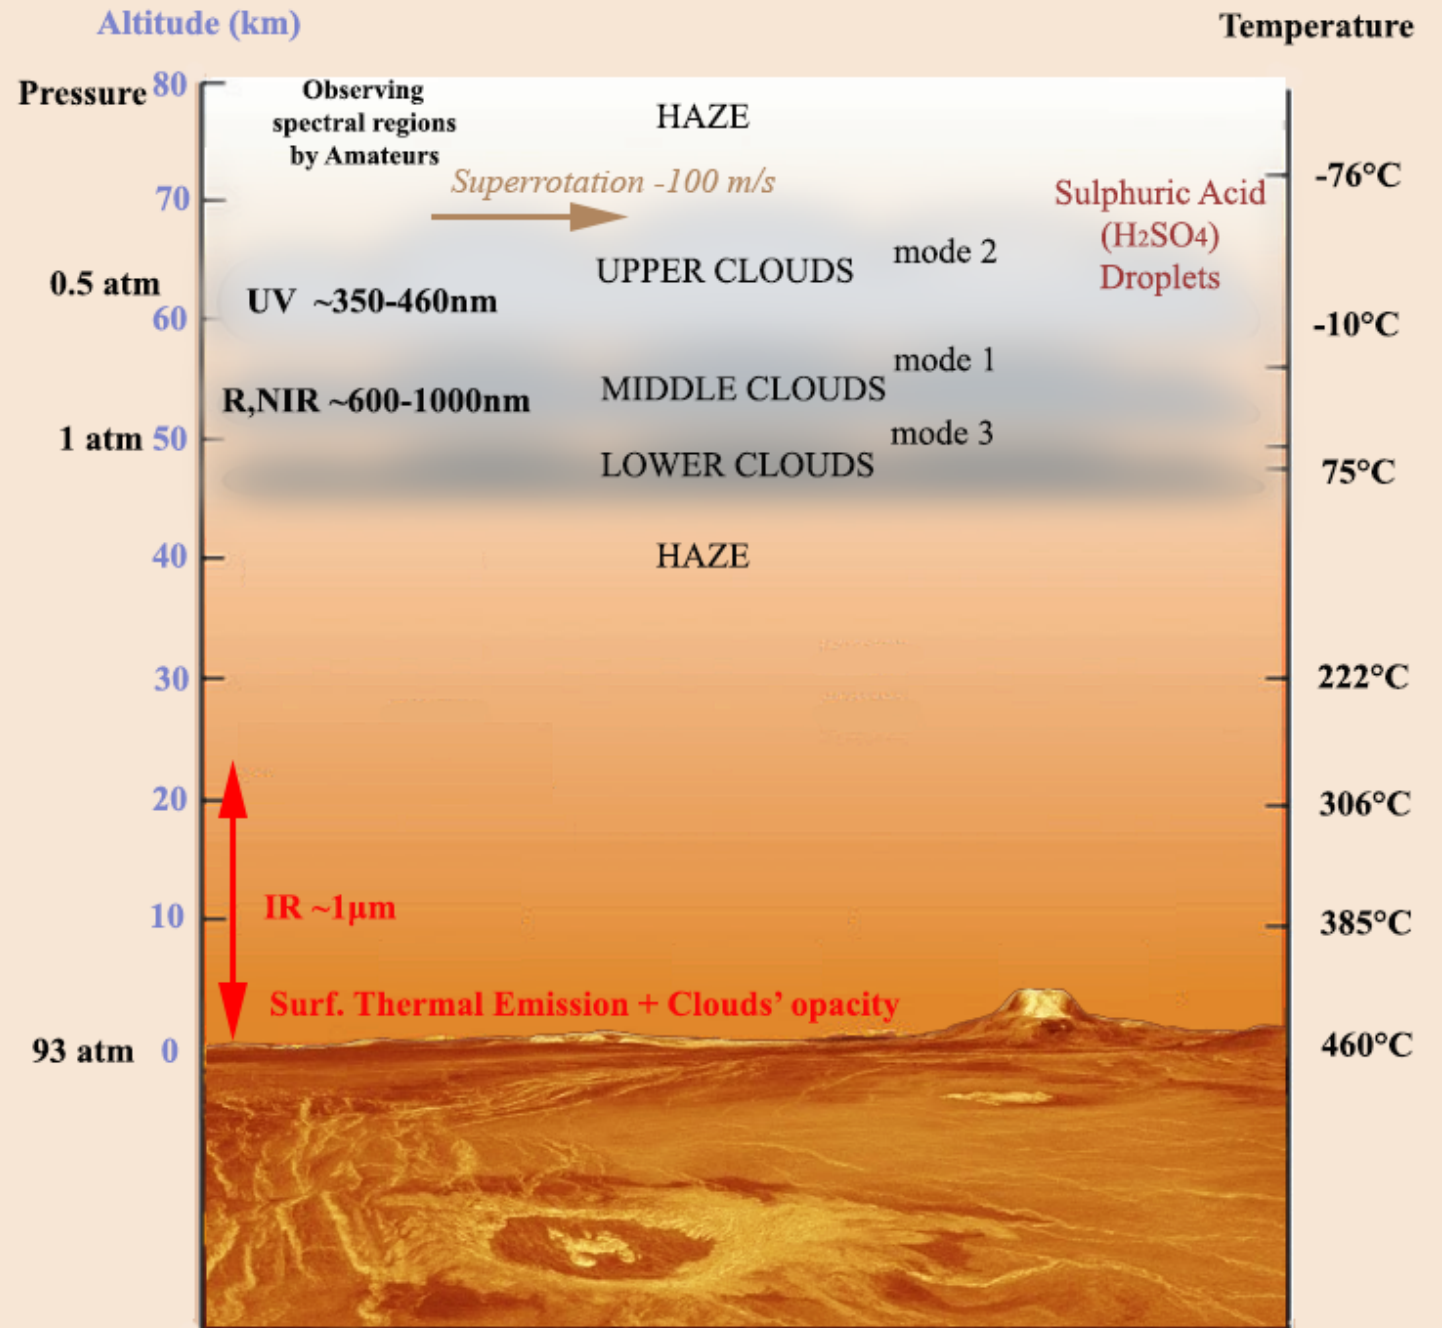 Altitude (km)
Temperature
Pressure
80
Observing
spectral regions
by Amateurs
HAZE
Superrotation -100 m/s
-76°C
70
Sulphuric Acid
(H2SO4)
Droplets
mode 2
UPPER CLOUDS
0.5 atm
UV ~350-460nm
60
-10°C
mode 1
MIDDLE CLOUDS
R,NIR ~600-1000nm
mode 3
1 atm 50
LOWER CLOUDS
75°C
40
HAZE
30
222°C
20
306°C
IR ~1µm
10
385°C
Surf. Thermal Emission + Clouds’ opacity
93 atm 0
460°C